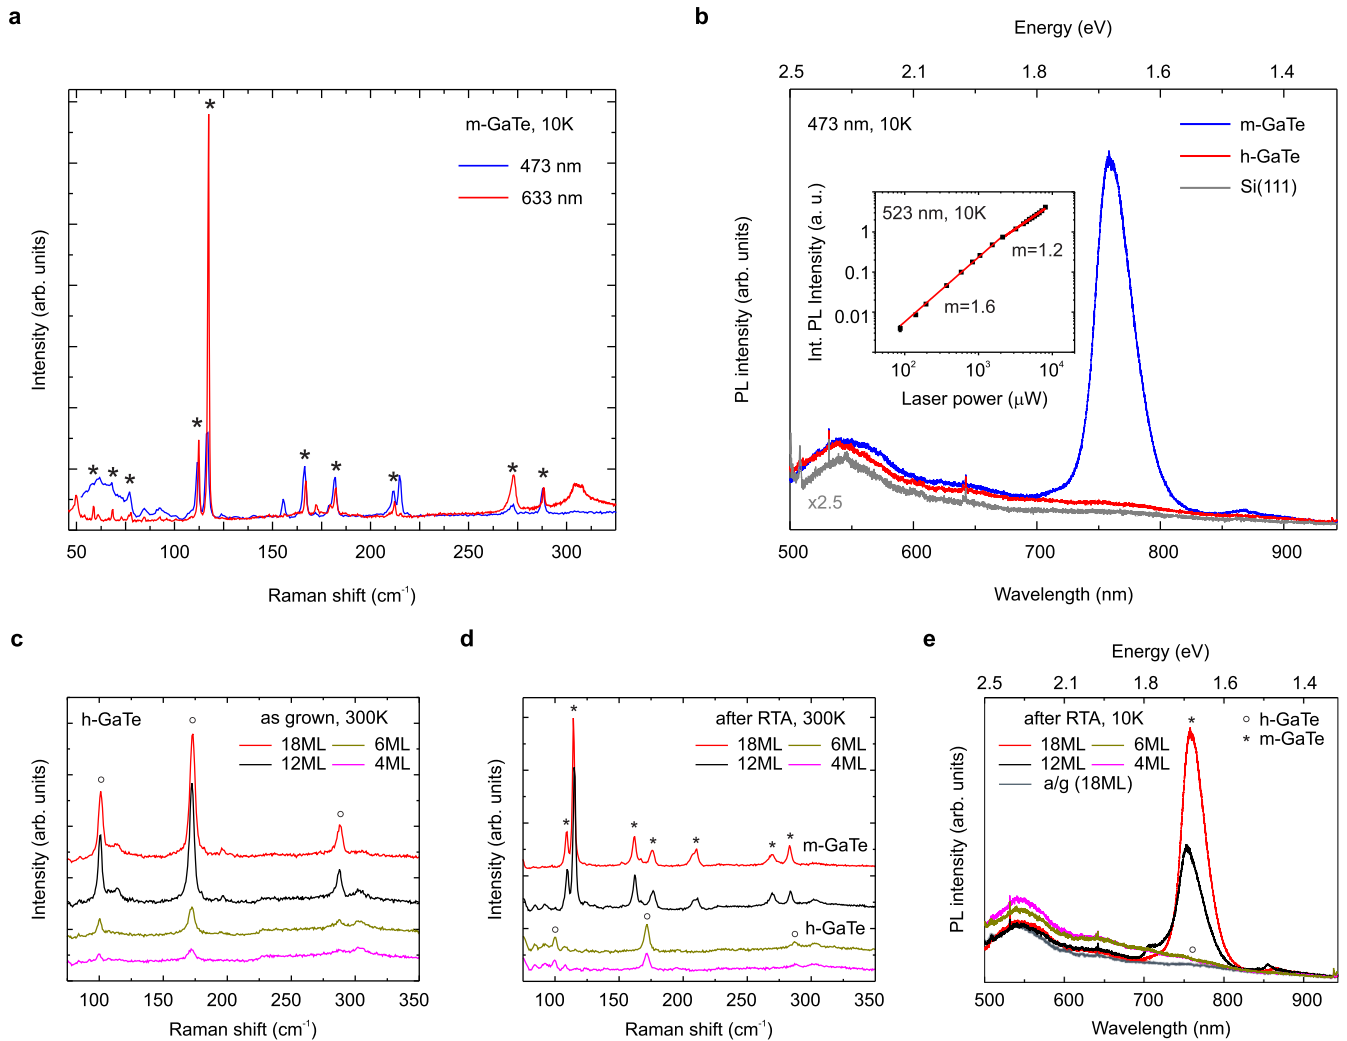 a
m-GaTe, 10K
473 nm
633 nm
Intensity (arb. units)
50 100 150 200 250 300
Raman shift (cm-1)
b
Energy (eV)
2.5 2.1 1.8 1.6 1.4
473 nm, 10K
m-GaTe
h-GaTe
Si(111)
523 nm, 10K
m=1.2
m=1.6
1
0.1
0.01
Int. PL Intensity (a. u.)
102 103 104
Laser power (μW)
x2.5
PL intensity (arb. units)
500 600 700 800 900
Wavelength (nm)
c
h-GaTe
as grown, 300K
18ML 6ML
12ML 4ML
Intensity (arb. units)
100 150 200 250 300 350
Raman shift (cm-1)
d
after RTA, 300K
18ML 6ML
12ML 4ML
m-GaTe
h-GaTe
Intensity (arb. units)
100 150 200 250 300 350
Raman shift (cm-1)
e
Energy (eV)
2.5 2.1 1.8 1.6 1.4
after RTA, 10K
18ML 6ML
12ML 4ML
a/g (18ML)
○ h-GaTe
* m-GaTe
PL intensity (arb. units)
500 600 700 800 900
Wavelength (nm)